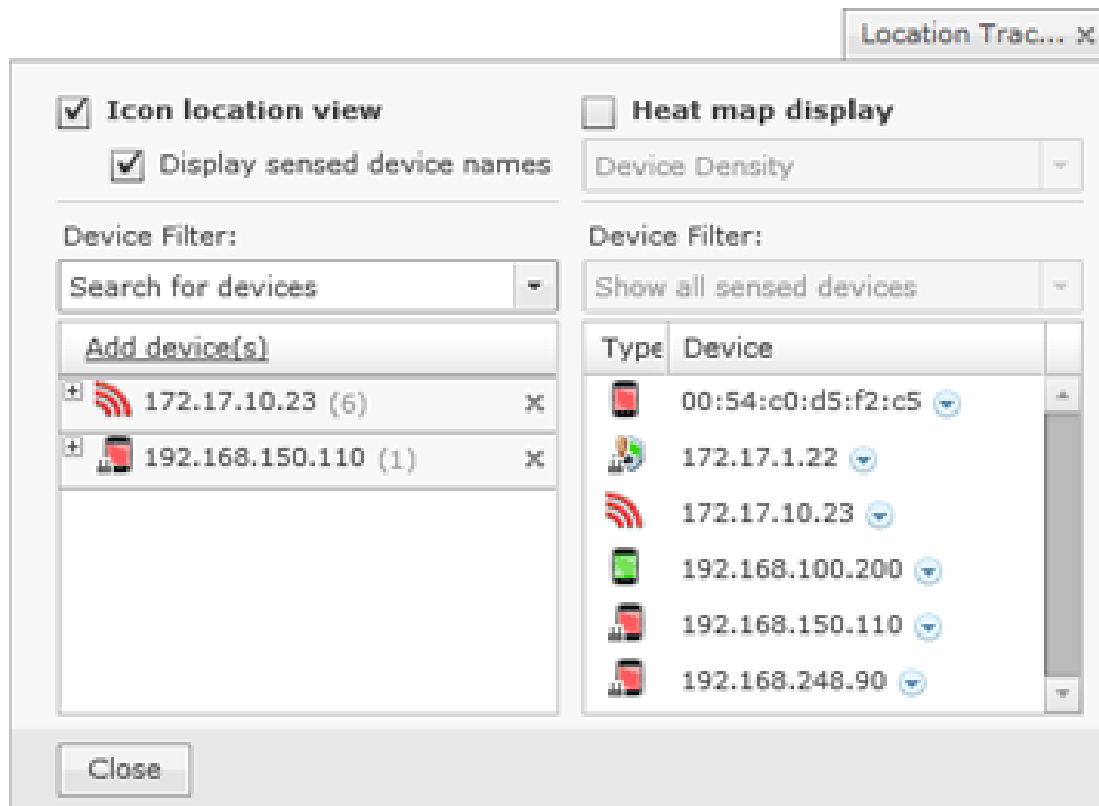 Location Trac... ×
Icon location view
Display sensed device names
Device Filter:
Search for devices
Add device(s)
172.17.10.23 (6)
192.168.150.110 (1)
Heat map display
Device Density
Device Filter:
Show all sensed devices
Type Device
00:54:c0:d5:f2:c5
172.17.1.22
172.17.10.23
192.168.100.200
192.168.150.110
192.168.248.90
Close